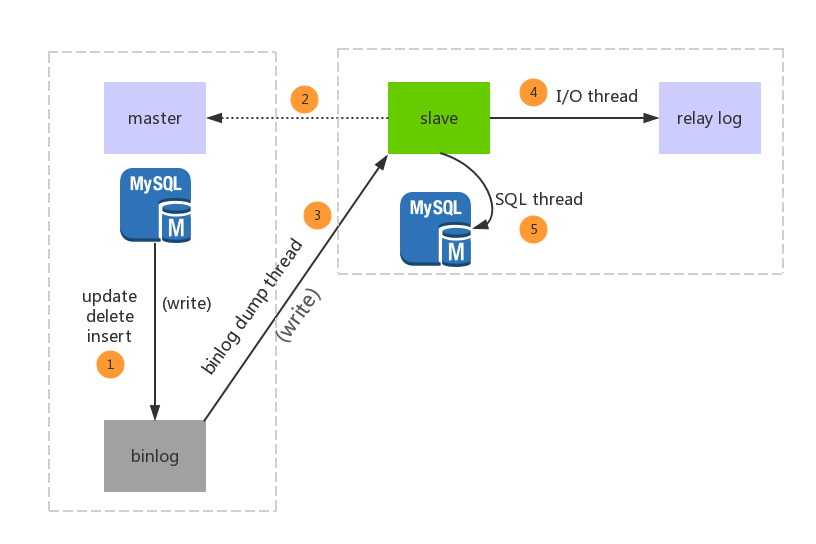 master
MySQL
M
update
delete
insert
(write)
1
binlog
2
binlog dump thread
(write)
3
slave
4
I/O thread
relay log
MySQL
M
SQL thread
5